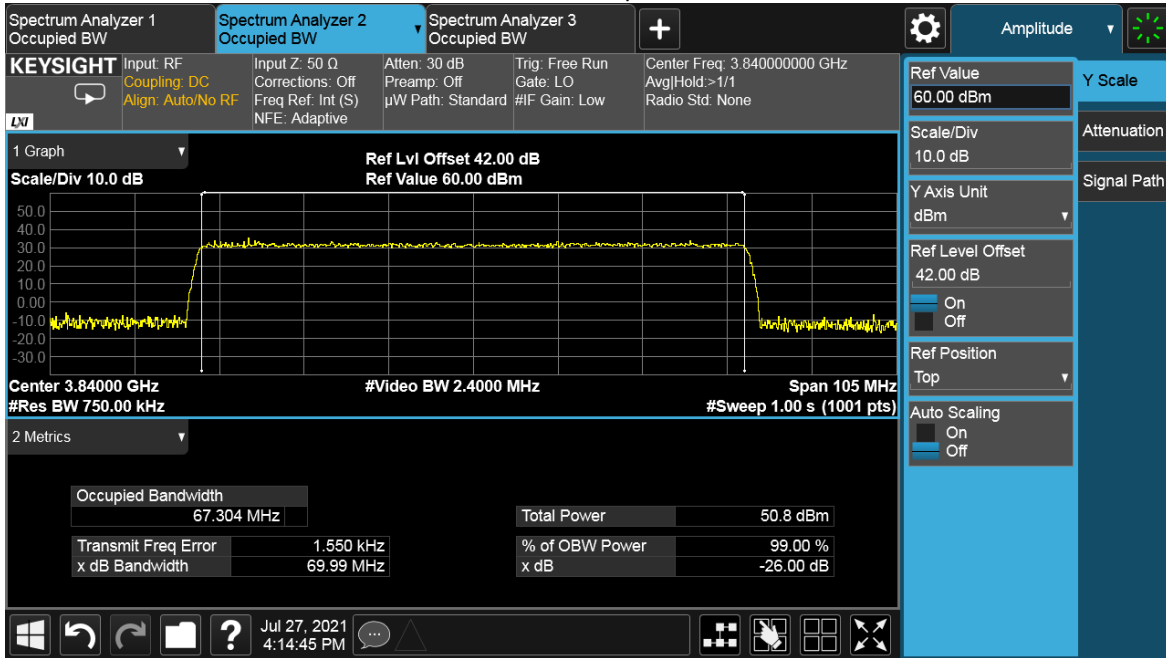 Spectrum Analyzer 1
Occupied BW
Spectrum Analyzer 2
Occupied BW
Spectrum Analyzer 3
Occupied BW
Amplitude
KEYSIGHT
LXI
Input: RF
Coupling: DC
Align: Auto/No RF
Input Z: 50 Ω
Corrections: Off
Freq Ref: Int (S)
NFE: Adaptive
Atten: 30 dB
Preamp: Off
µW Path: Standard
Trig: Free Run
Gate: LO
#IF Gain: Low
Center Freq: 3.840000000 GHz
Avg|Hold:>1/1
Radio Std: None
1 Graph
Scale/Div 10.0 dB
Ref Lvl Offset 42.00 dB
Ref Value 60.00 dBm
50.0
40.0
30.0
20.0
10.0
0.00
-10.0
-20.0
-30.0
Center 3.84000 GHz
#Res BW 750.00 kHz
#Video BW 2.4000 MHz
Span 105 MHz
#Sweep 1.00 s (1001 pts)
2 Metrics
Occupied Bandwidth
67.304 MHz
Total Power 50.8 dBm
Transmit Freq Error 1.550 kHz
% of OBW Power 99.00 %
x dB Bandwidth 69.99 MHz
x dB -26.00 dB
Ref Value
60.00 dBm
Scale/Div
10.0 dB
Y Axis Unit
dBm
Ref Level Offset
42.00 dB
On
Off
Ref Position
Top
Auto Scaling
On
Off
Y Scale
Attenuation
Signal Path
?
Jul 27, 2021
4:14:45 PM